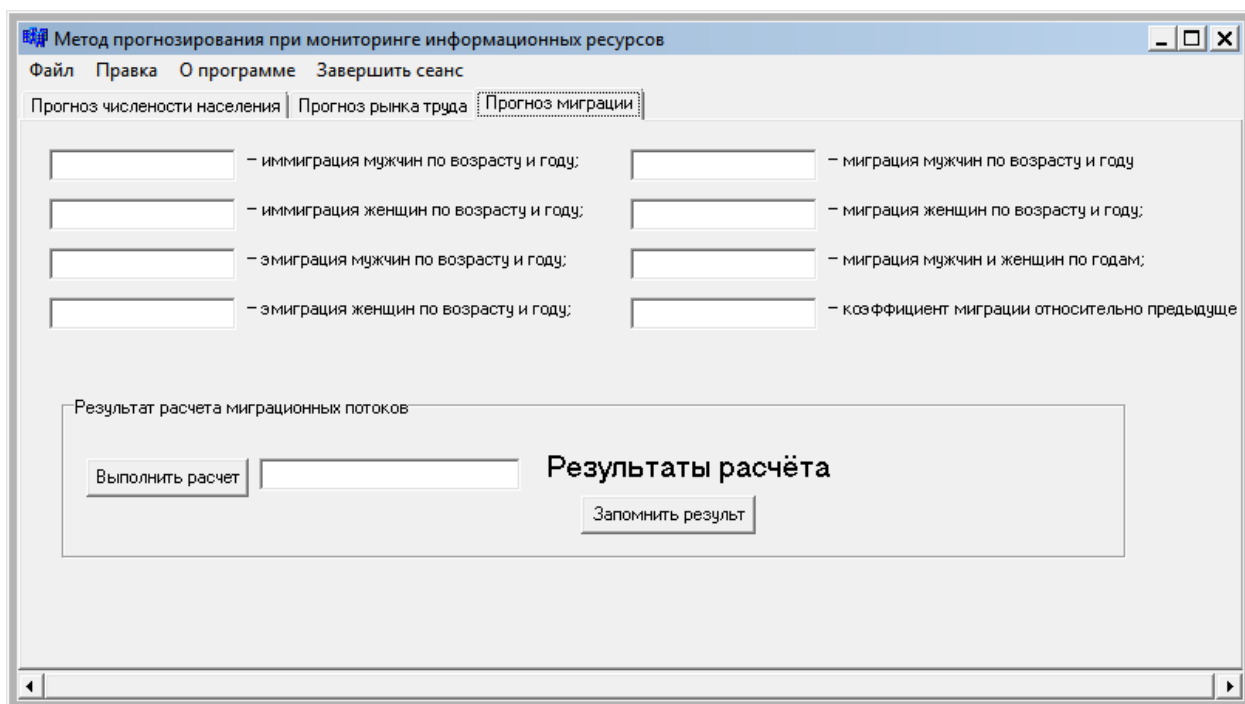 Метод прогнозирования при мониторинге информационных ресурсов
Файл Правка О программе Завершить сеанс
Прогноз числености населения Прогноз рынка труда Прогноз миграции
– иммиграция мужчин по возрасту и году; – миграция мужчин по возрасту и году
– иммиграция женщин по возрасту и году; – миграция женщин по возрасту и году;
– эмиграция мужчин по возрасту и году; – миграция мужчин и женщин по годам;
– эмиграция женщин по возрасту и году; – коэффициент миграции относительно предыдуще
Результат расчета миграционных потоков
Выполнить расчет Результаты расчёта
Запомнить результ